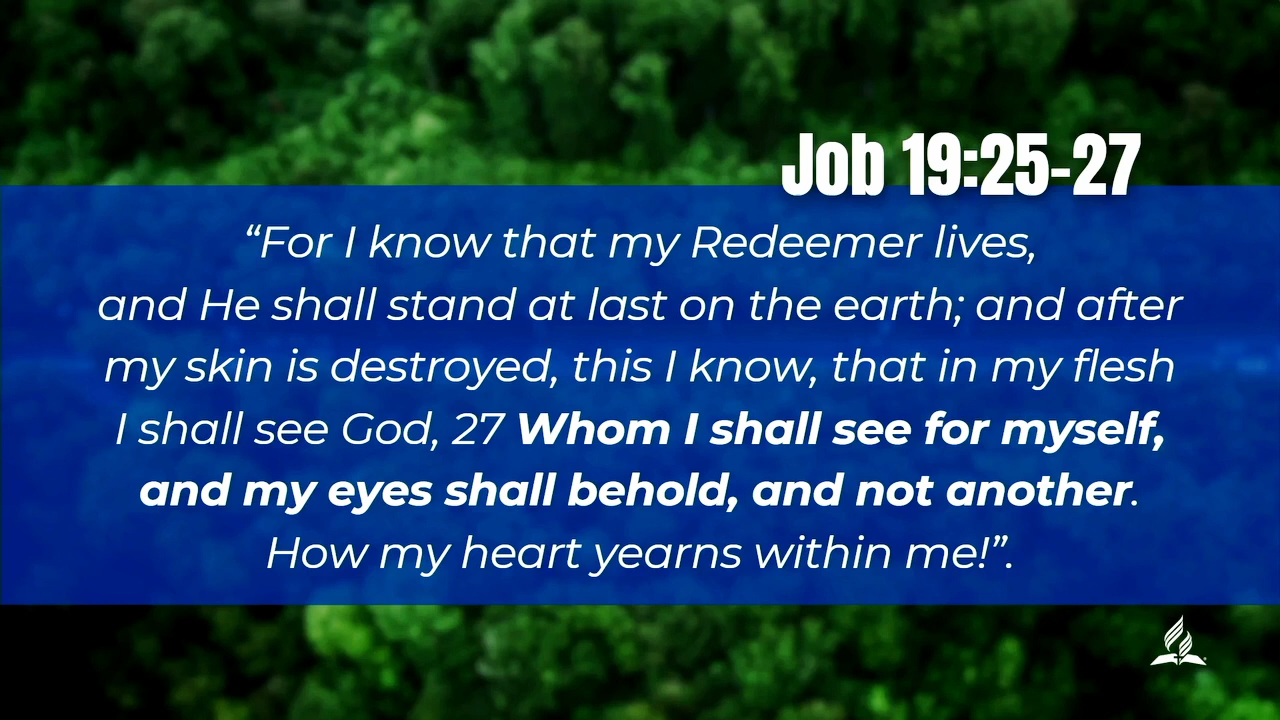 Job 19:25-27
“For I know that my Redeemer lives,
and He shall stand at last on the earth; and after
my skin is destroyed, this I know, that in my flesh
I shall see God, 27 Whom I shall see for myself,
and my eyes shall behold, and not another.
How my heart yearns within me!”.